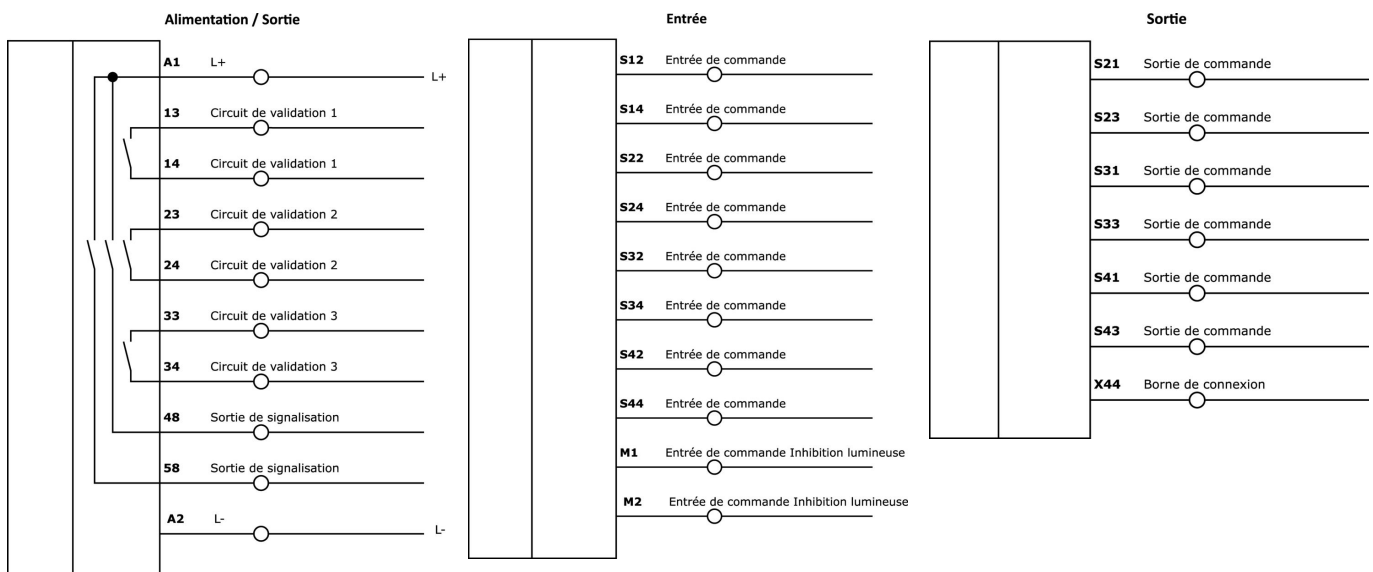 Alimentation / Sortie
A1 L+
L+
13 Circuit de validation 1
14 Circuit de validation 1
23 Circuit de validation 2
24 Circuit de validation 2
33 Circuit de validation 3
34 Circuit de validation 3
48 Sortie de signalisation
58 Sortie de signalisation
A2 L-
L-
Entrée
S12 Entrée de commande
S14 Entrée de commande
S22 Entrée de commande
S24 Entrée de commande
S32 Entrée de commande
S34 Entrée de commande
S42 Entrée de commande
S44 Entrée de commande
M1 Entrée de commande Inhibition lumineuse
M2 Entrée de commande Inhibition lumineuse
Sortie
S21 Sortie de commande
S23 Sortie de commande
S31 Sortie de commande
S33 Sortie de commande
S41 Sortie de commande
S43 Sortie de commande
X44 Borne de connexion